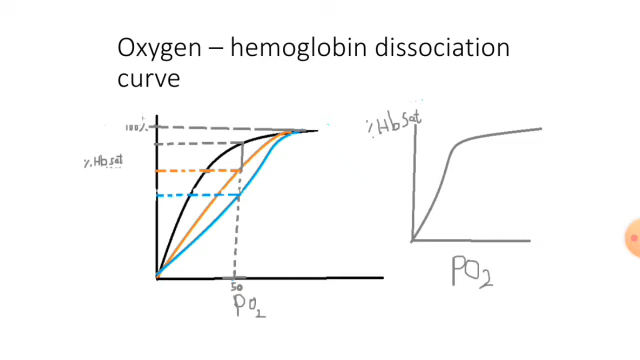 Oxygen – hemoglobin dissociation
curve
100%
% Hb sat
50
PO2
% Hb sat
PO2